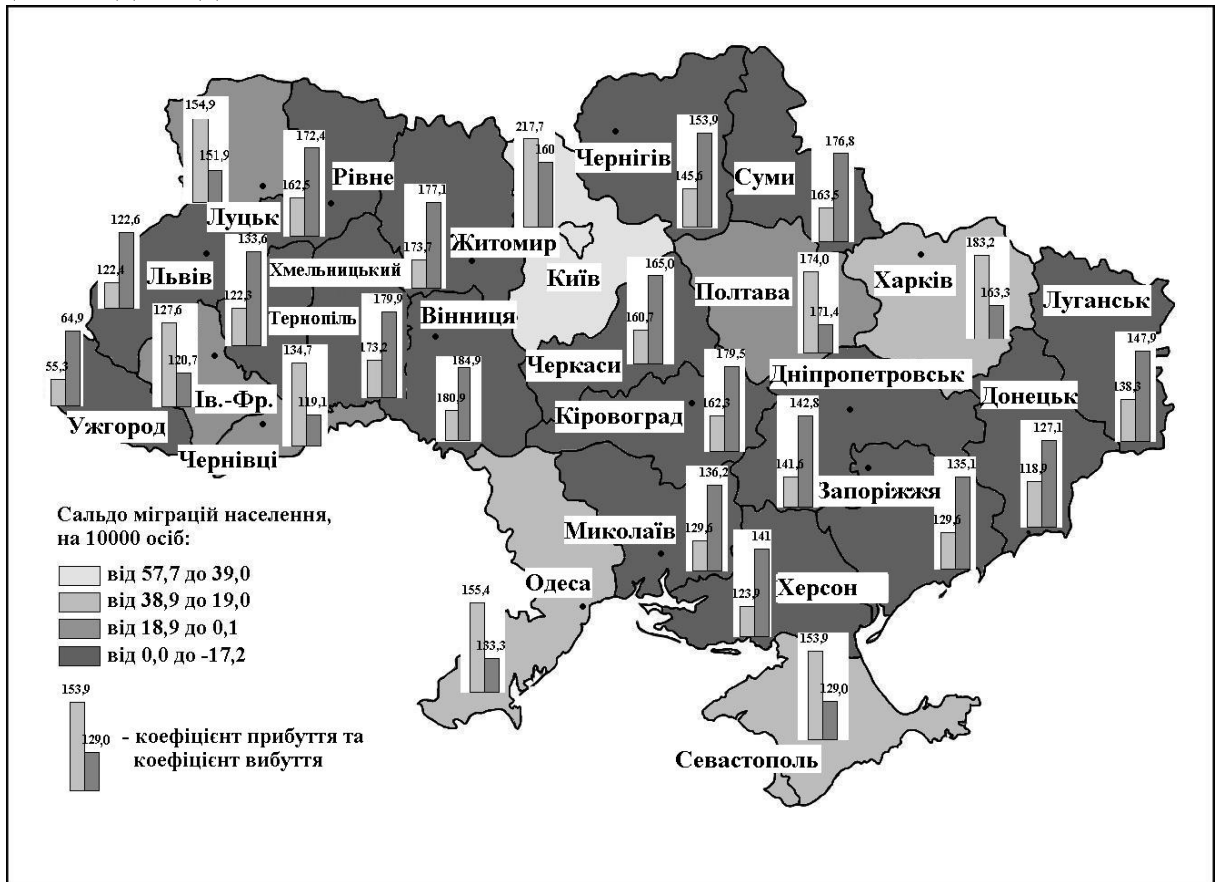 154,9
151,9
172,4
162,5
Рівне
Луцьк
217,7
160
153,9
145,6
Чернігів
176,8
163,5
Суми
177,1
173,7
Житомир
122,6
122,4
Львів
133,6
122,3
Хмельницький
Київ
165,0
160,7
174,0
171,4
Полтава
183,2
163,3
Харків
Луганськ
64,9
55,3
Ужгород
127,6
120,7
Ів.-Фр.
Тернопіль
179,9
173,2
Вінниця
184,9
180,9
Черкаси
134,7
119,1
Чернівці
179,5
162,3
Кіровоград
Дніпропетровськ
142,8
141,6
Донецьк
147,9
138,3
127,1
118,9
135,1
129,6
Запоріжжя
136,2
129,6
Миколаїв
141
123,9
Херсон
155,4
133,3
Одеса
153,9
129,0
Севастополь
Сальдо міграцій населення,
на 10000 осіб:
від 57,7 до 39,0
від 38,9 до 19,0
від 18,9 до 0,1
від 0,0 до -17,2
153,9
129,0
- коефіцієнт прибуття та
коефіцієнт вибуття